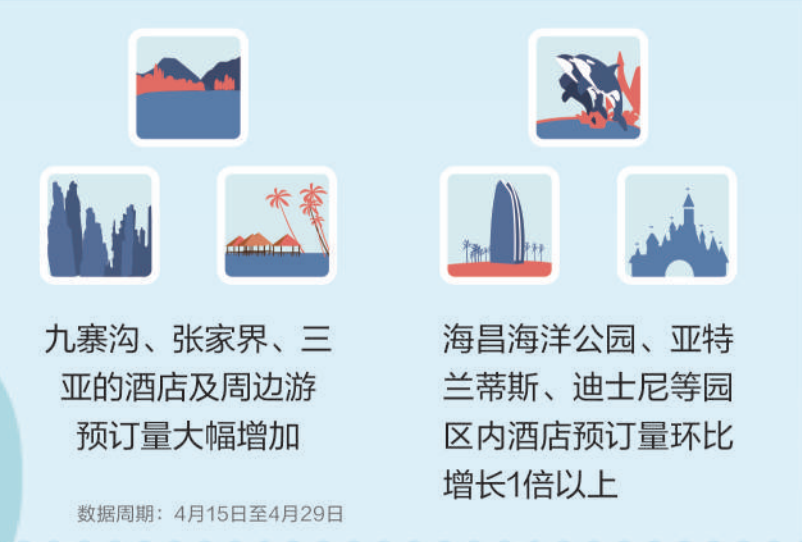 九寨沟、张家界、三
亚的酒店及周边游
预订量大幅增加
数据周期：4月15日至4月29日
海昌海洋公园、亚特
兰蒂斯、迪士尼等园
区内酒店预订量环比
增长1倍以上